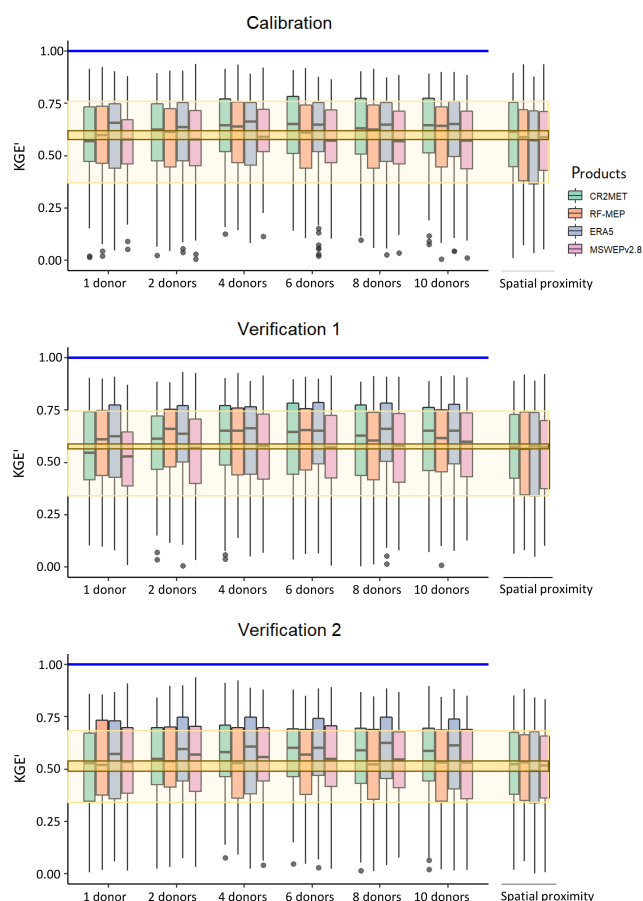 Calibration
1.00
0.75
0.50
0.25
0.00
KGE'
1 donor 2 donors 4 donors 6 donors 8 donors 10 donors Spatial proximity
Products
CR2MET
RF-MEP
ERA5
MSWEPv2.8
Verification 1
1.00
0.75
0.50
0.25
0.00
KGE'
1 donor 2 donors 4 donors 6 donors 8 donors 10 donors Spatial proximity
Verification 2
1.00
0.75
0.50
0.25
0.00
KGE'
1 donor 2 donors 4 donors 6 donors 8 donors 10 donors Spatial proximity